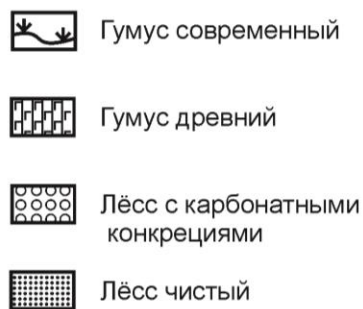 Гумус современный
Гумус древний
Лёсс с карбонатными
конкрециями
Лёсс чистый